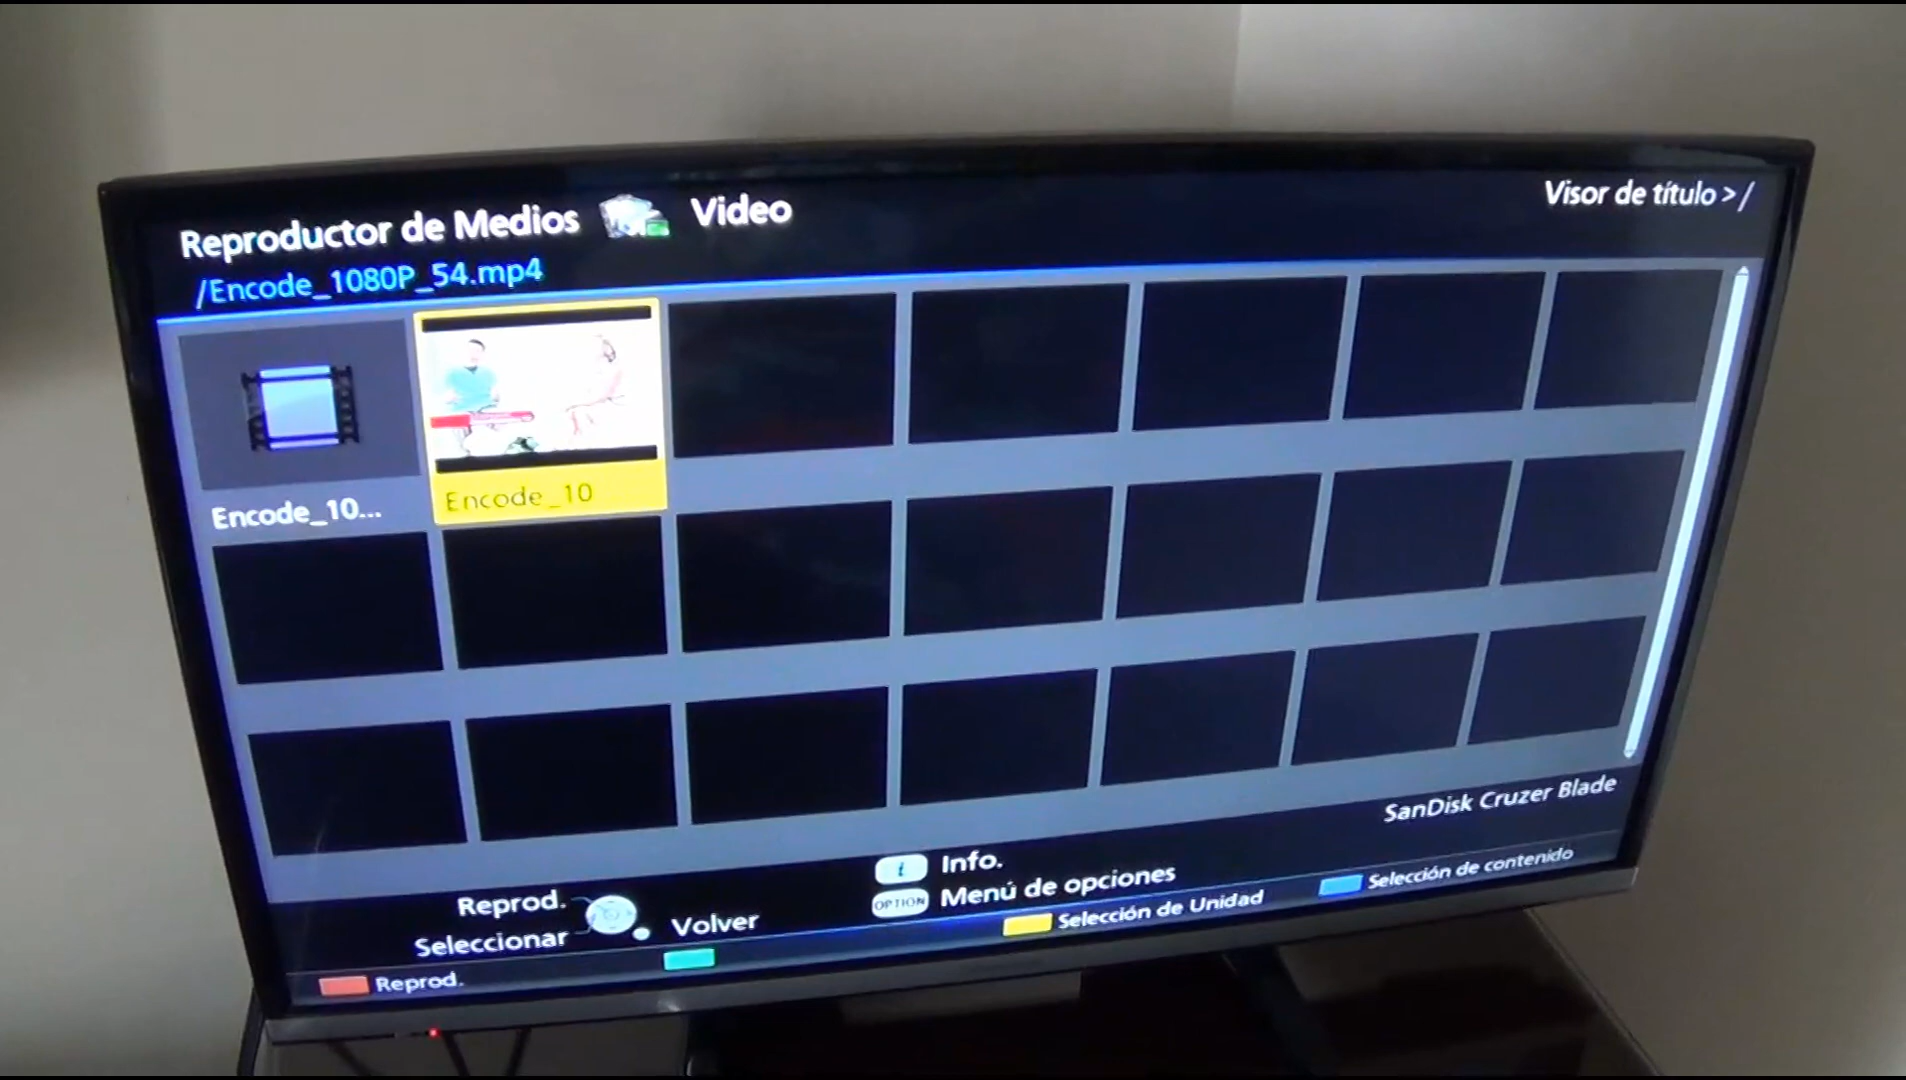 Reproductor de Medios Video
Visor de título > /
/Encode_1080P_54.mp4
Encode_10...
Encode_10
SanDisk Cruzer Blade
Reprod.
Seleccionar
Volver
i Info.
OPTION Menú de opciones
Reprod.
Selección de Unidad
Selección de contenido